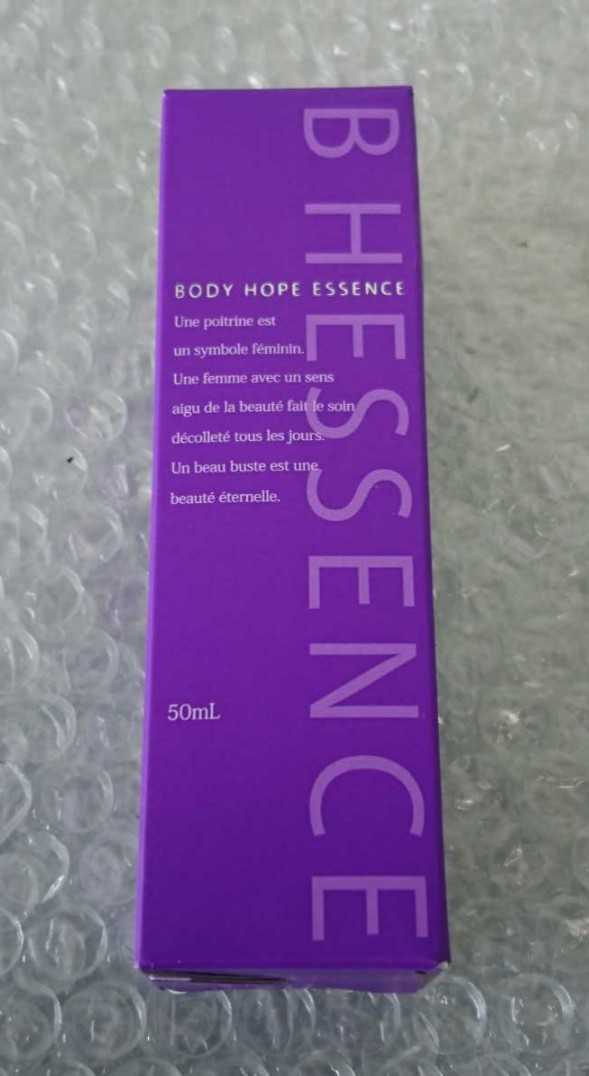 BHESSENCE
BODY HOPE ESSENCE
Une poitrine est
un symbole féminin.
Une femme avec un sens
aigu de la beauté fait le soin
décolleté tous les jours.
Un beau buste est une
beauté éternelle.
50mL